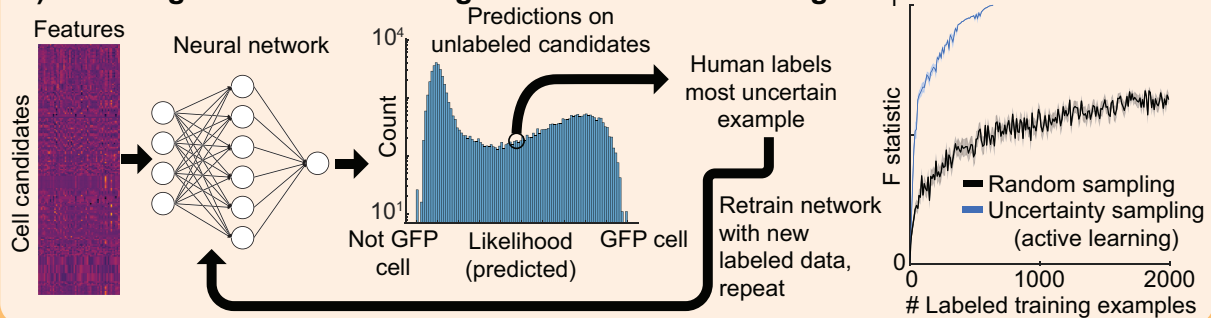 Features
Cell candidates
Neural network
Predictions on
unlabeled candidates
10⁴
Count
10¹
Not GFP
cell
Likelihood
(predicted)
GFP cell
Human labels
most uncertain
example
Retrain network
with new
labeled data,
repeat
F statistic
0
0
1000
2000
# Labeled training examples
Random sampling
Uncertainty sampling
(active learning)